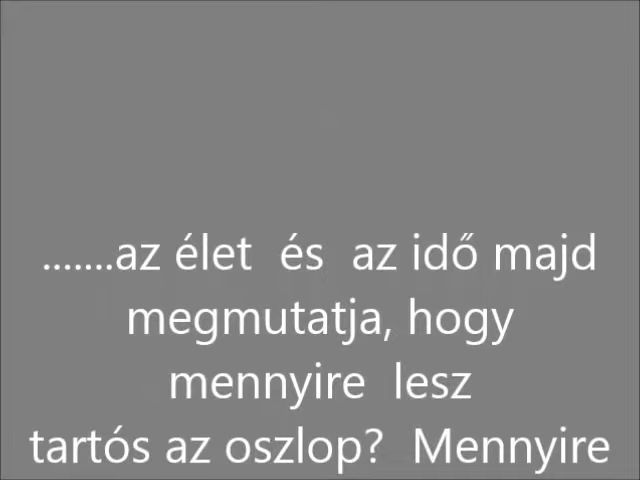 .......az élet és az idő majd
megmutatja, hogy
mennyire lesz
tartós az oszlop? Mennyire